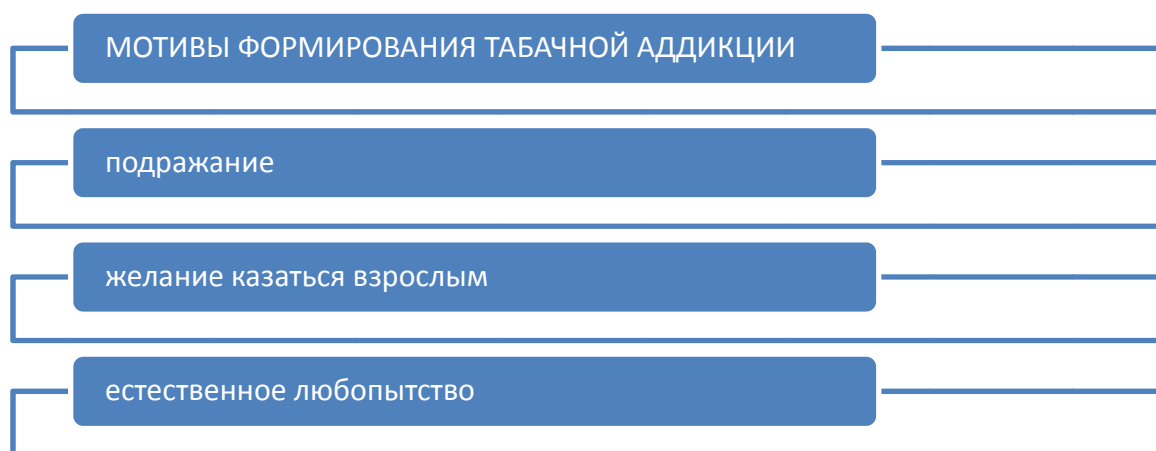 МОТИВЫ ФОРМИРОВАНИЯ ТАБАЧНОЙ АДДИКЦИИ
подражание
желание казаться взрослым
естественное любопытство